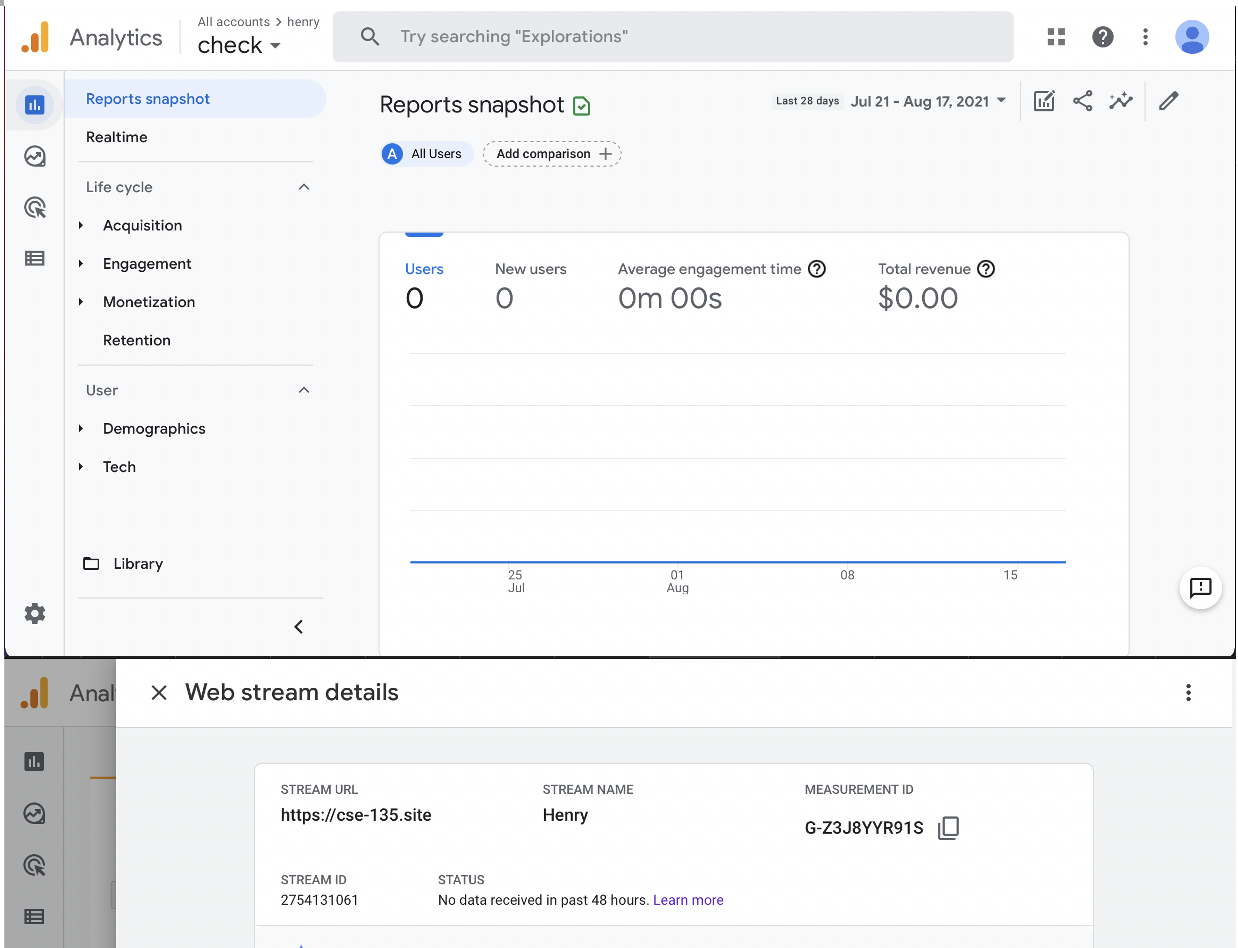 Analytics
All accounts > henry
check
Try searching "Explorations"
Reports snapshot
Realtime
Life cycle
Acquisition
Engagement
Monetization
Retention
User
Demographics
Tech
Library
Reports snapshot
Last 28 days Jul 21 - Aug 17, 2021
A All Users
Add comparison
Users New users Average engagement time Total revenue
0 0 0m 00s $0.00
25 01 08 15
Jul Aug
Analy
Web stream details
STREAM URL STREAM NAME MEASUREMENT ID
https://cse-135.site Henry G-Z3J8YYR91S
STREAM ID STATUS
2754131061 No data received in past 48 hours. Learn more